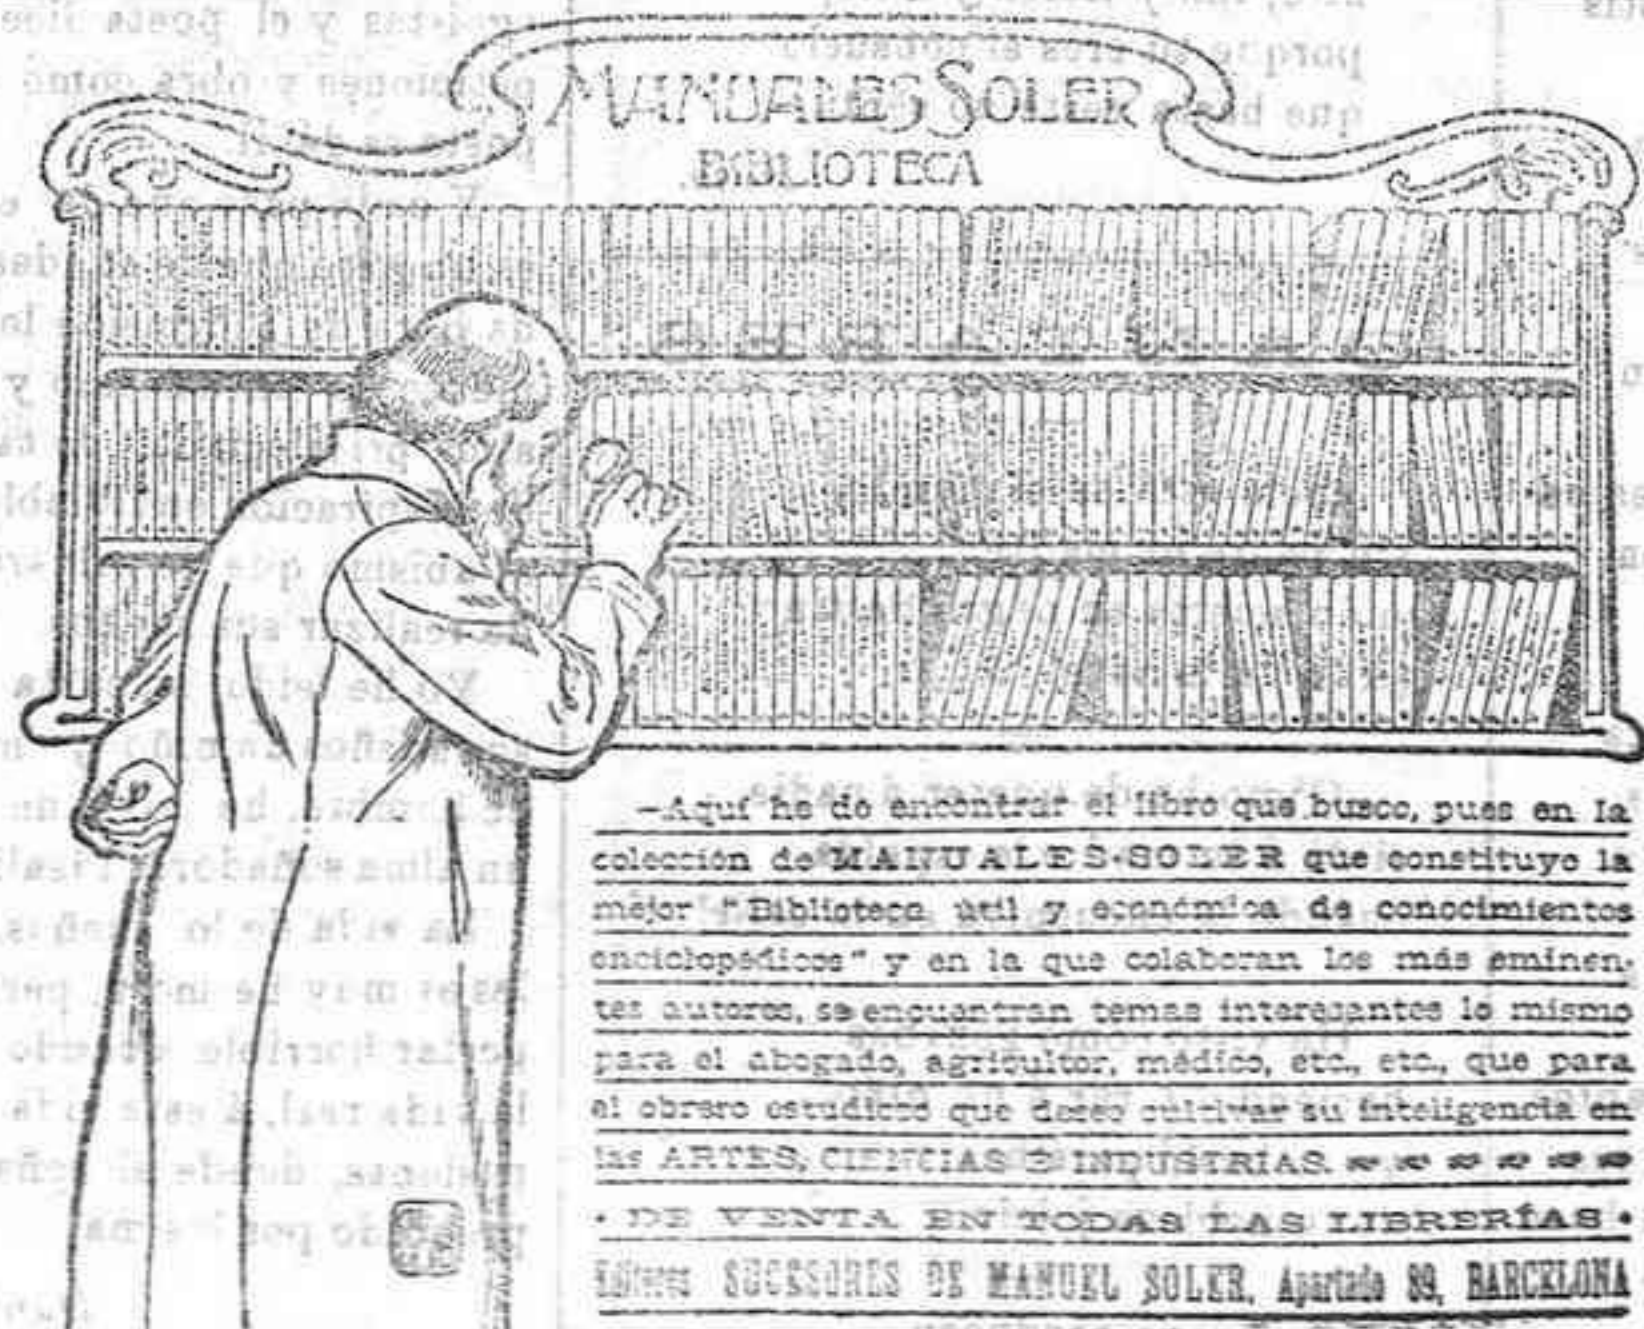 MANUALES SOLER
BIBLIOTECA
—Aquí he de encontrar el libro que busco, pues en la
colección de MANUALES-SOLER que constituye la
mejor "Biblioteca útil y económica de conocimientos
enciclopédicos" y en la que colaboran los más eminen-
tes autores, se encuentran temas interesantes lo mismo
para el abogado, agricultor, médico, etc., etc., que para
el obrero estudioso que desee cultivar su inteligencia en
las ARTES, CIENCIAS É INDUSTRIAS.
• DE VENTA EN TODAS LAS LIBRERÍAS •
Editores SUCESORES DE MANUEL SOLER, Apartado 89, BARCELONA